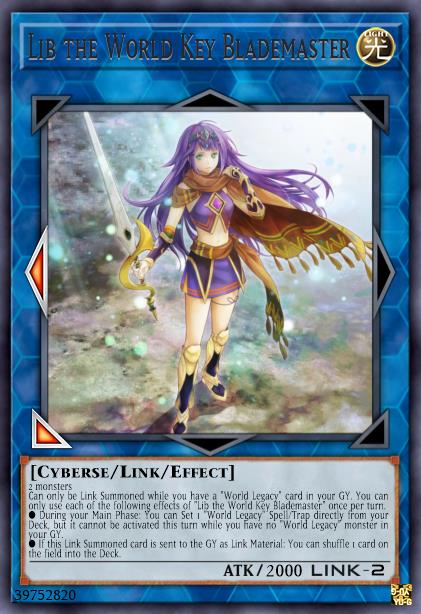 Lib the World Key Blademaster
LIGHT
光
[Cyberse/Link/Effect]
2 monsters
Can only be Link Summoned while you have a "World Legacy" card in your GY. You can
only use each of the following effects of "Lib the World Key Blademaster" once per turn.
● During your Main Phase: You can Set 1 "World Legacy" Spell/Trap directly from your
Deck, but it cannot be activated this turn while you have no "World Legacy" monster in
your GY.
● If this Link Summoned card is sent to the GY as Link Material: You can shuffle 1 card on
the field into the Deck.
ATK/2000 LINK-2
39752820